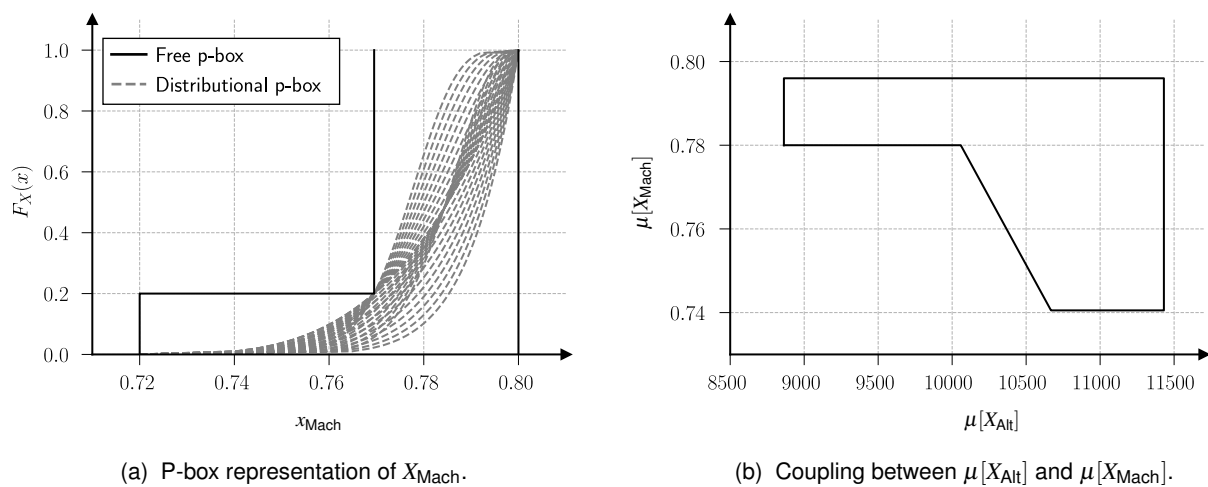 1.0
0.8
0.6
0.4
0.2
0.0
F_X(x)
Free p-box
Distributional p-box
0.72 0.74 0.76 0.78 0.80
x_Mach
(a) P-box representation of X_Mach.
0.80
0.78
0.76
0.74
μ[X_Mach]
8500 9000 9500 10000 10500 11000 11500
μ[X_Alt]
(b) Coupling between μ[X_Alt] and μ[X_Mach].